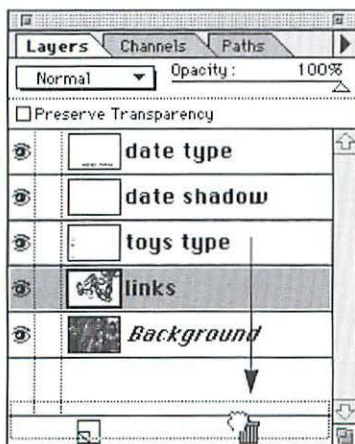 Layers Channels Paths
Normal Opacity: 100%
Preserve Transparency
date type
date shadow
toys type
links
Background